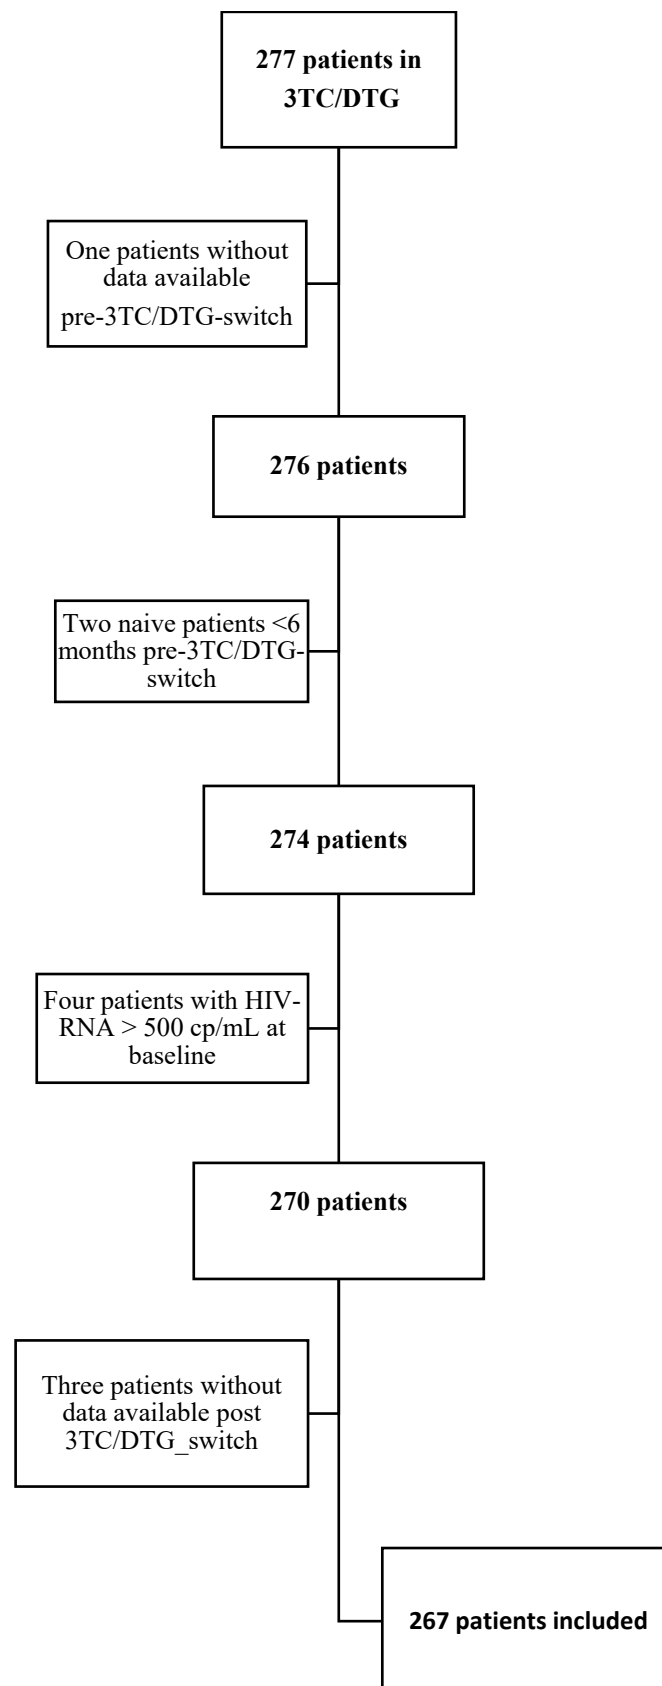 277 patients in
3TC/DTG
One patients without
data available
pre-3TC/DTG-switch
276 patients
Two naive patients <6
months pre-3TC/DTG-
switch
274 patients
Four patients with HIV-
RNA > 500 cp/mL at
baseline
270 patients
Three patients without
data available post
3TC/DTG_switch
267 patients included